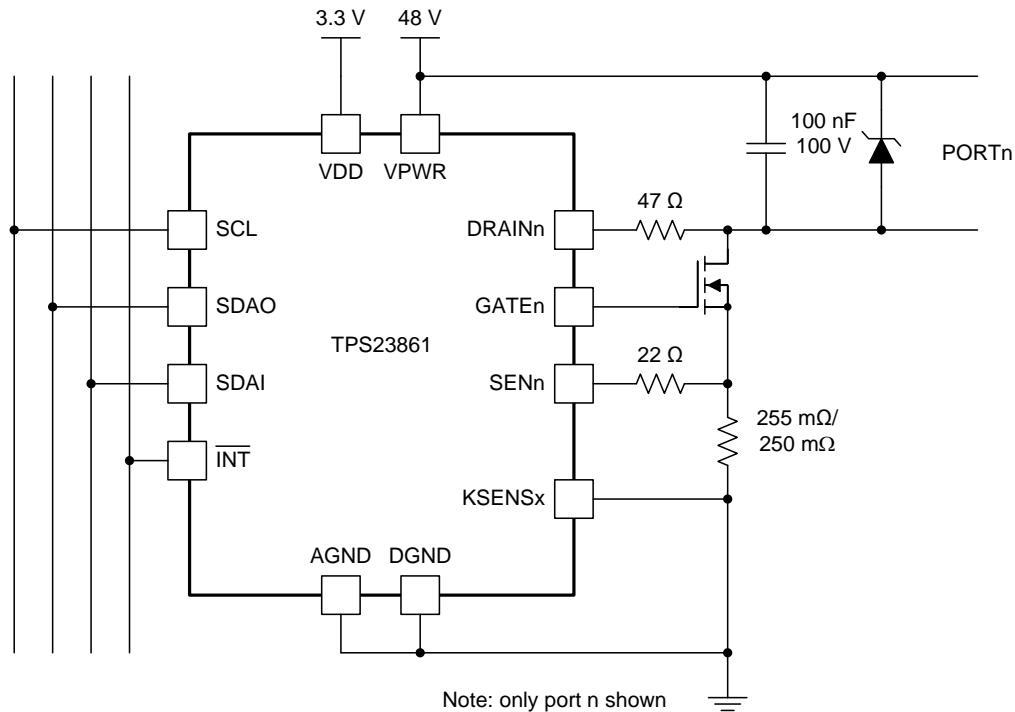 3.3 V
48 V
VDD
VPWR
100 nF
100 V
PORTn
47 Ω
SCL
DRAINn
SDAO
GATEn
TPS23861
22 Ω
SDAI
SENn
255 mΩ/
250 mΩ
INT
KSENSx
AGND
DGND
Note: only port n shown